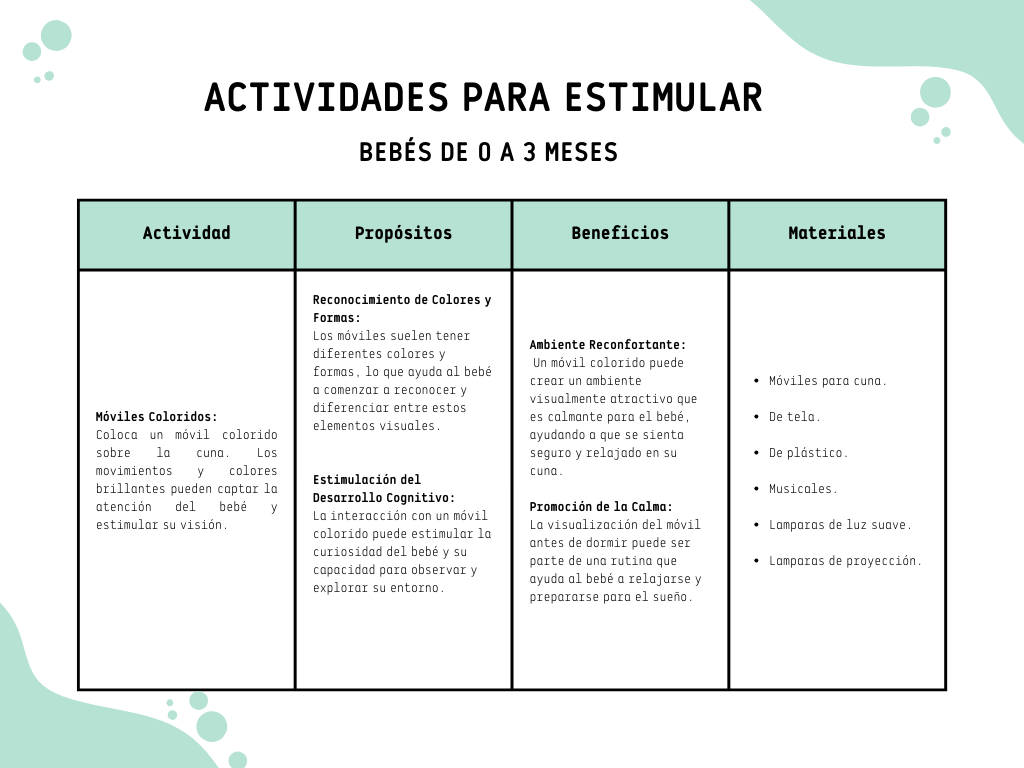 ACTIVIDADES PARA ESTIMULAR
BEBÉS DE 0 A 3 MESES
Actividad
Propósitos
Beneficios
Materiales
Móviles Coloridos:
Coloca un móvil colorido
sobre la cuna. Los
movimientos y colores
brillantes pueden captar la
atención del bebé y
estimular su visión.
Reconocimiento de Colores y
Formas:
Los móviles suelen tener
diferentes colores y
formas, lo que ayuda al bebé
a comenzar a reconocer y
diferenciar entre estos
elementos visuales.
Estimulación del
Desarrollo Cognitivo:
La interacción con un móvil
colorido puede estimular la
curiosidad del bebé y su
capacidad para observar y
explorar su entorno.
Ambiente Reconfortante:
Un móvil colorido puede
crear un ambiente
visualmente atractivo que
es calmante para el bebé,
ayudando a que se sienta
seguro y relajado en su
cuna.
Promoción de la Calma:
La visualización del móvil
antes de dormir puede ser
parte de una rutina que
ayuda al bebé a relajarse y
prepararse para el sueño.
• Móviles para cuna.
• De tela.
• De plástico.
• Musicales.
• Lamparas de luz suave.
• Lamparas de proyección.